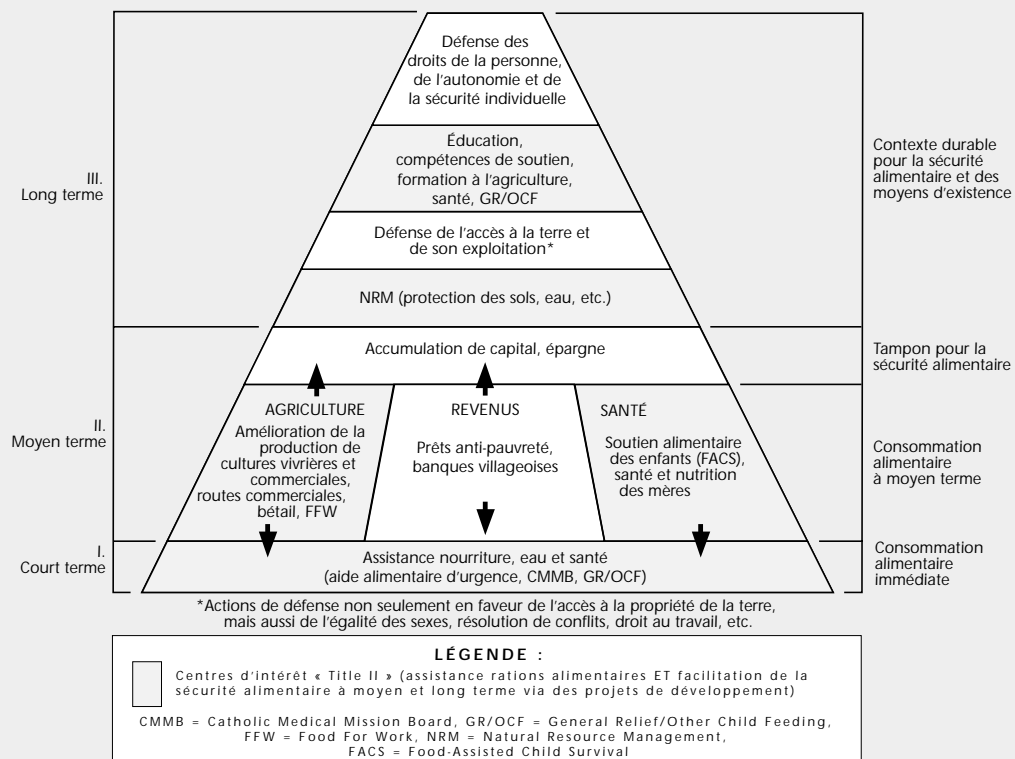 Défense des
droits de la personne,
de l'autonomie et de
la sécurité individuelle
Éducation,
compétences de soutien,
formation à l'agriculture,
santé, GR/OCF
Défense de l'accès à la terre et
de son exploitation*
NRM (protection des sols, eau, etc.)
III.
Long terme
Contexte durable
pour la sécurité
alimentaire et des
moyens d'existence
Accumulation de capital, épargne
Tampon pour la
sécurité alimentaire
II.
Moyen terme
AGRICULTURE
Amélioration de la
production de
cultures vivrières et
commerciales,
routes commerciales,
bétail, FFW
REVENUS
Prêts anti-pauvreté,
banques villageoises
SANTÉ
Soutien alimentaire
des enfants (FACS),
santé et nutrition
des mères
Consommation
alimentaire
à moyen terme
I.
Court terme
Assistance nourriture, eau et santé
(aide alimentaire d'urgence, CMMB, GR/OCF)
Consommation
alimentaire
immédiate
*Actions de défense non seulement en faveur de l'accès à la propriété de la terre,
mais aussi de l'égalité des sexes, résolution de conflits, droit au travail, etc.
LÉGENDE :
Centres d'intérêt « Title II » (assistance rations alimentaires ET facilitation de la
sécurité alimentaire à moyen et long terme via des projets de développement)
CMMB = Catholic Medical Mission Board, GR/OCF = General Relief/Other Child Feeding,
FFW = Food For Work, NRM = Natural Resource Management,
FACS = Food-Assisted Child Survival